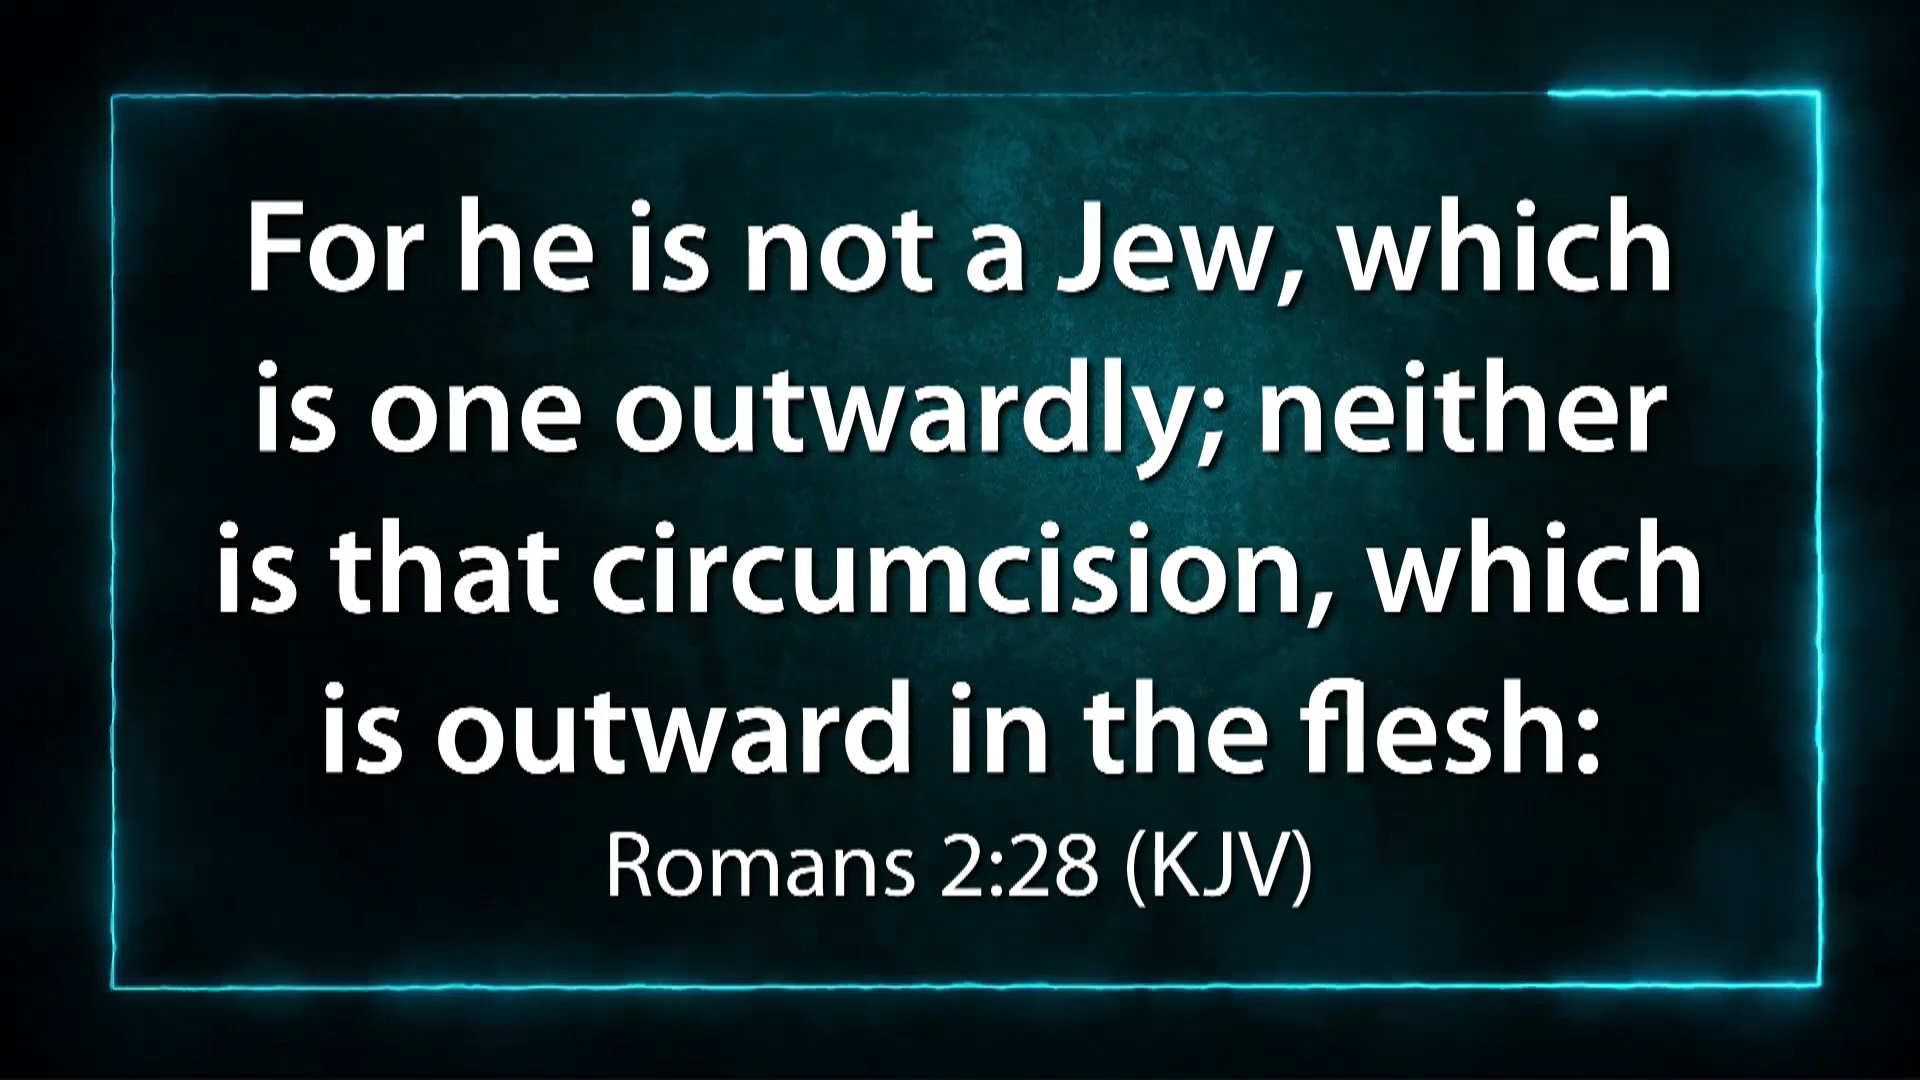 For he is not a Jew, which
is one outwardly; neither
is that circumcision, which
is outward in the flesh:
Romans 2:28 (KJV)